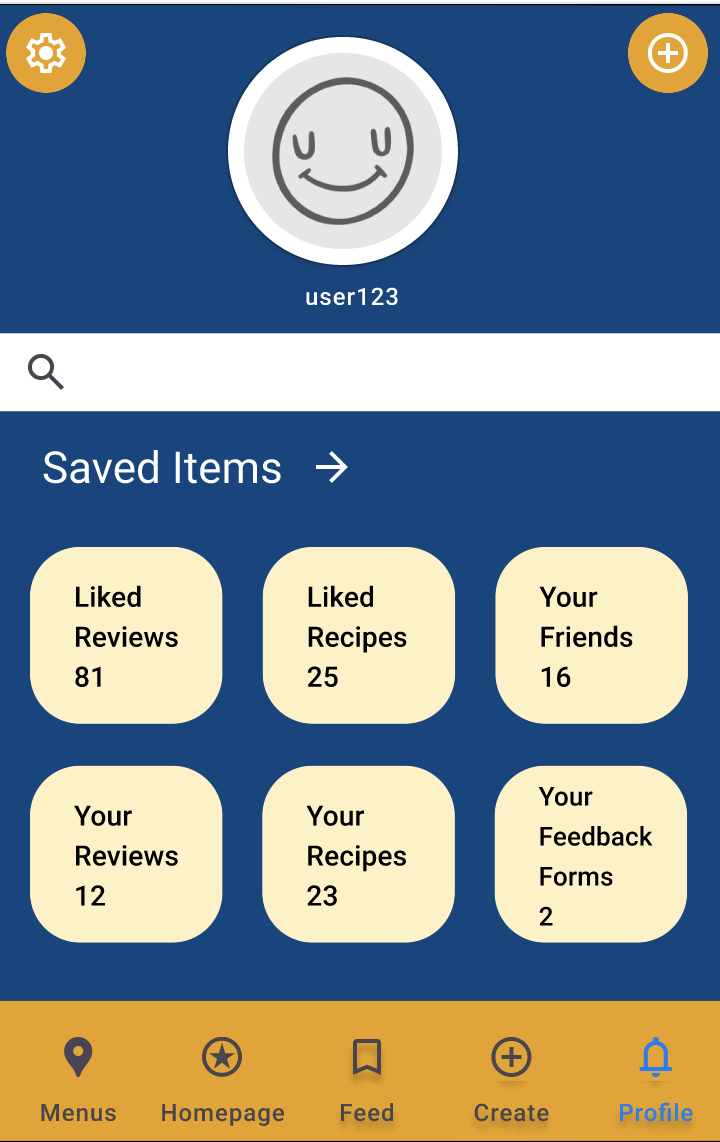 user123
Saved Items
Liked
Reviews
81
Liked
Recipes
25
Your
Friends
16
Your
Reviews
12
Your
Recipes
23
Your
Feedback
Forms
2
Menus
Homepage
Feed
Create
Profile